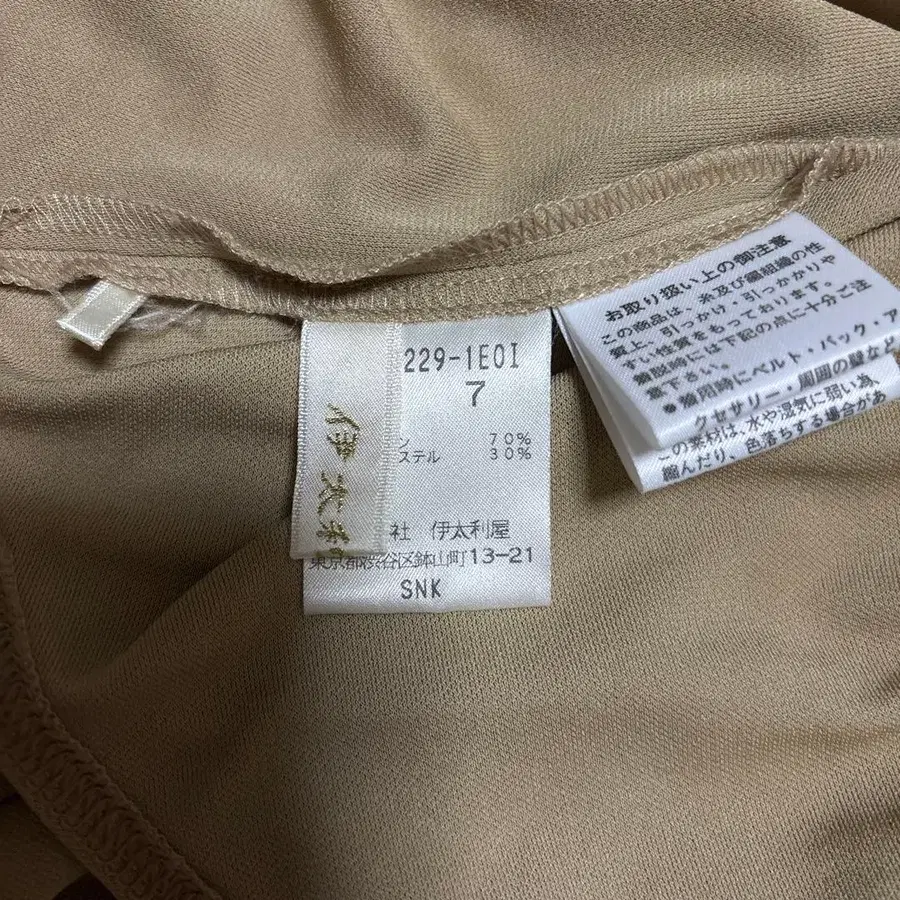 229-1E0I
7
ン 70%
ステル 30%
社 伊太利屋
東京都渋谷区鉢山町13-21
SNK
伊太利
お取り扱い上の御注意
この商品は、糸及び編組織の性
質上、引っかけ・引っかかりや
すい性質をもっております。
着脱時には下記の点に十分ご注
意下さい。
●着用時にベルト・バック・ア
クセサリー・周囲の壁など
この素材は、水や湿気に弱い為、
縮んだり、色落ちする場合があ